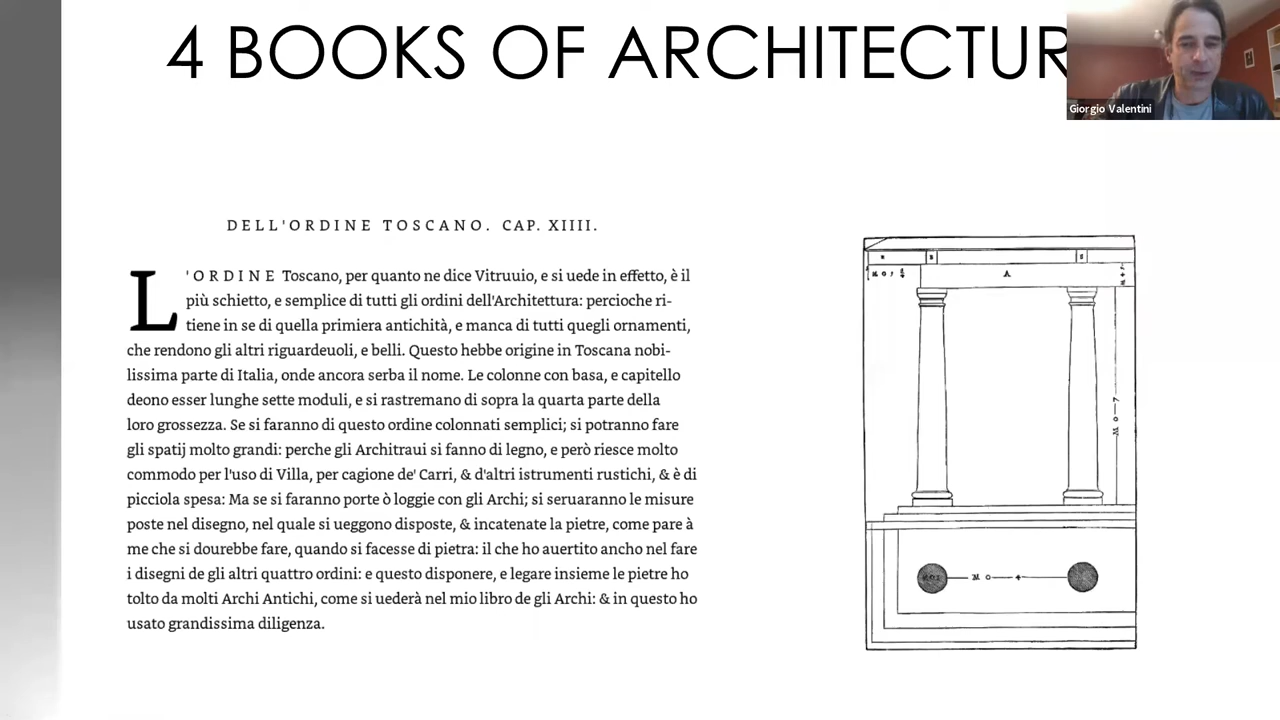 4 BOOKS OF ARCHITECTUR
Giorgio Valentini
DELL'ORDINE TOSCANO. CAP. XIIII.
L'ORDINE Toscano, per quanto ne dice Vitruuio, e si uede in effetto, è il
più schietto, e semplice di tutti gli ordini dell'Architettura: percioche ri-
tiene in se di quella primiera antichità, e manca di tutti quegli ornamenti,
che rendono gli altri riguardeuoli, e belli. Questo hebbe origine in Toscana nobi-
lissima parte di Italia, onde ancora serba il nome. Le colonne con basa, e capitello
deono esser lunghe sette moduli, e si rastremano di sopra la quarta parte della
loro grossezza. Se si faranno di questo ordine colonnati semplici; si potranno fare
gli spatij molto grandi: perche gli Architraui si fanno di legno, e però riesce molto
commodo per l'uso di Villa, per cagione de' Carri, & d'altri istrumenti rustichi, & è di
picciola spesa: Ma se si faranno porte ò loggie con gli Archi; si seruaranno le misure
poste nel disegno, nel quale si ueggono disposte, & incatenate la pietre, come pare à
me che si dourebbe fare, quando si facesse di pietra: il che ho auertito ancho nel fare
i disegni de gli altri quattro ordini: e questo disponere, e legare insieme le pietre ho
tolto da molti Archi Antichi, come si uederà nel mio libro de gli Archi: & in questo ho
usato grandissima diligenza.
A
MO—7
MO—4